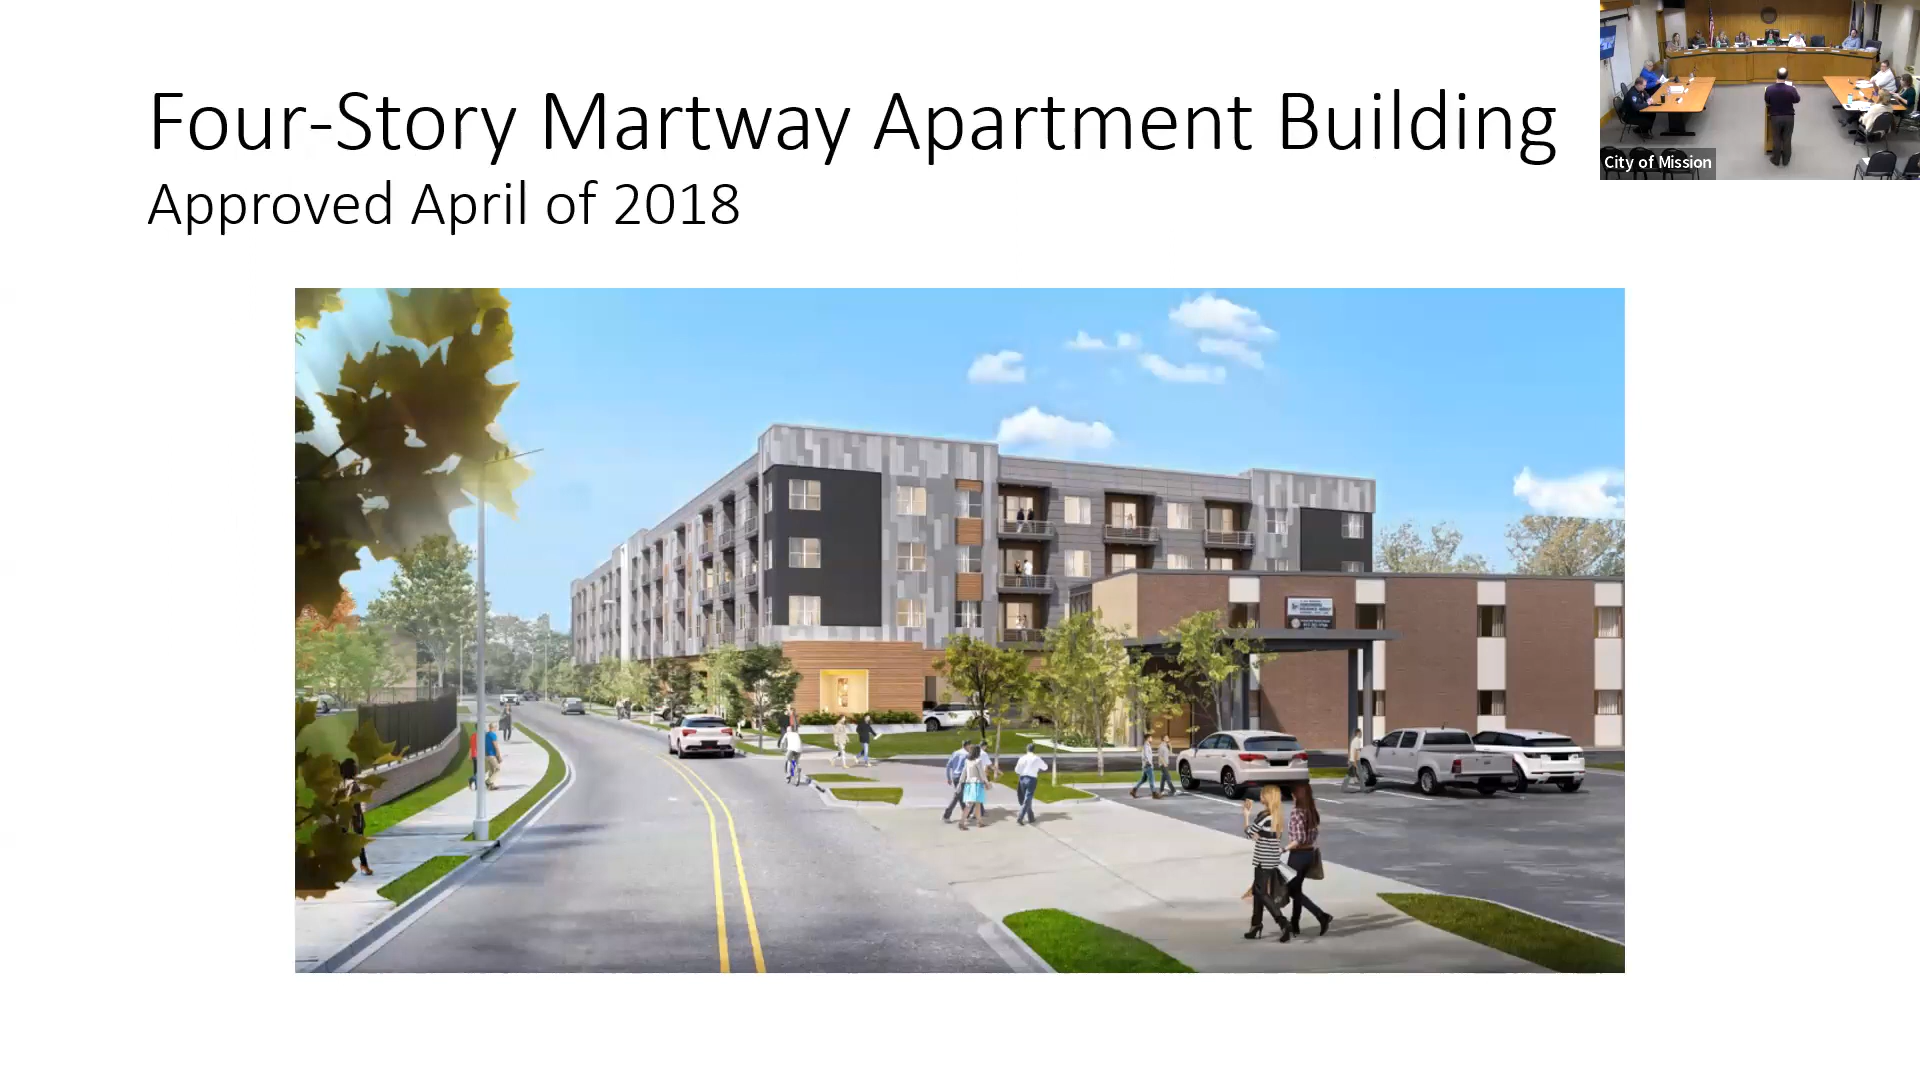 Four-Story Martway Apartment Building
Approved April of 2018
City of Mission